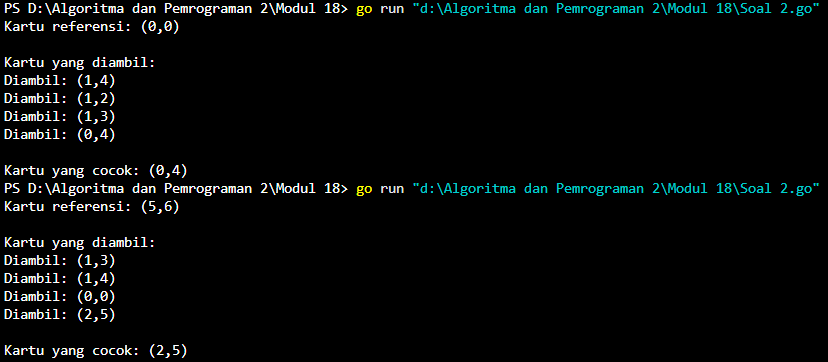 PS D:\Algoritma dan Pemrograman 2\Modul 18> go run "d:\Algoritma dan Pemrograman 2\Modul 18\Soal 2.go"
Kartu referensi: (0,0)

Kartu yang diambil:
Diambil: (1,4)
Diambil: (1,2)
Diambil: (1,3)
Diambil: (0,4)

Kartu yang cocok: (0,4)
PS D:\Algoritma dan Pemrograman 2\Modul 18> go run "d:\Algoritma dan Pemrograman 2\Modul 18\Soal 2.go"
Kartu referensi: (5,6)

Kartu yang diambil:
Diambil: (1,3)
Diambil: (1,4)
Diambil: (0,0)
Diambil: (2,5)

Kartu yang cocok: (2,5)